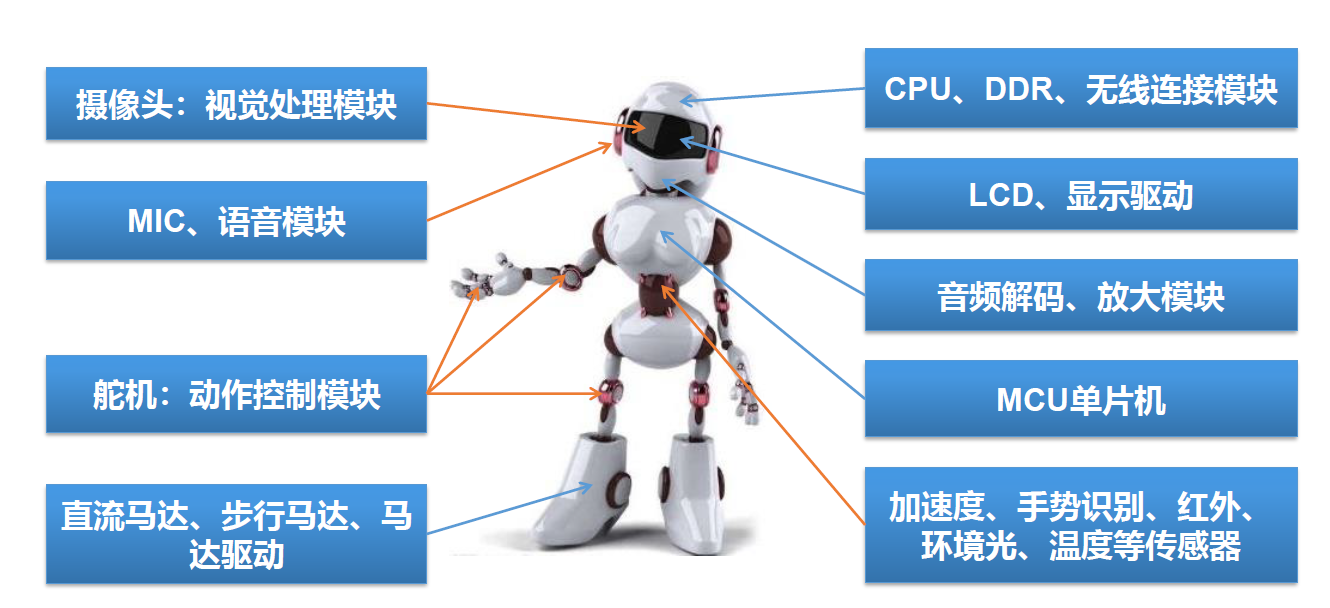 摄像头：视觉处理模块
MIC、语音模块
舵机：动作控制模块
直流马达、步行马达、马
达驱动
CPU、DDR、无线连接模块
LCD、显示驱动
音频解码、放大模块
MCU单片机
加速度、手势识别、红外、
环境光、温度等传感器